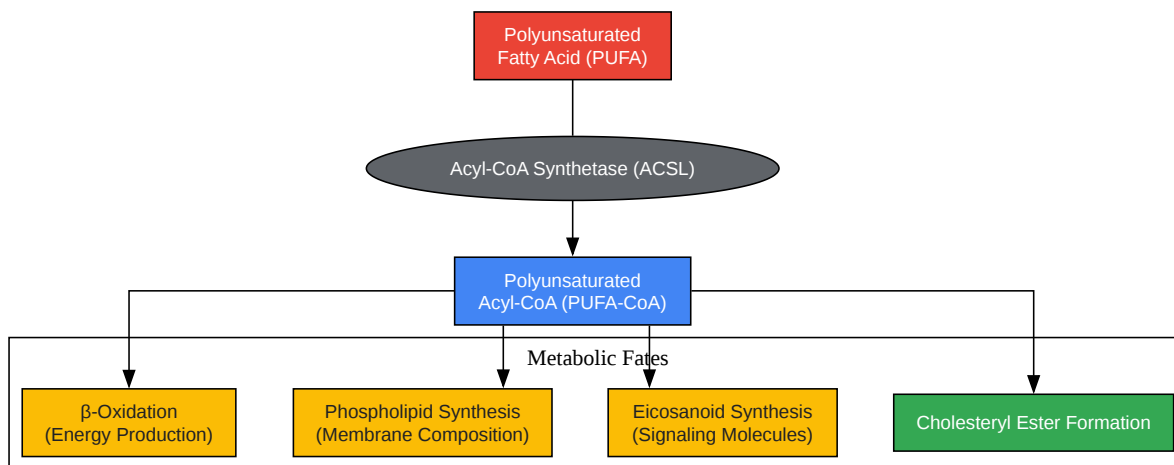 Polyunsaturated
Fatty Acid (PUFA)
Acyl-CoA Synthetase (ACSL)
Polyunsaturated
Acyl-CoA (PUFA-CoA)
Metabolic Fates
β-Oxidation
(Energy Production)
Phospholipid Synthesis
(Membrane Composition)
Eicosanoid Synthesis
(Signaling Molecules)
Cholesteryl Ester Formation